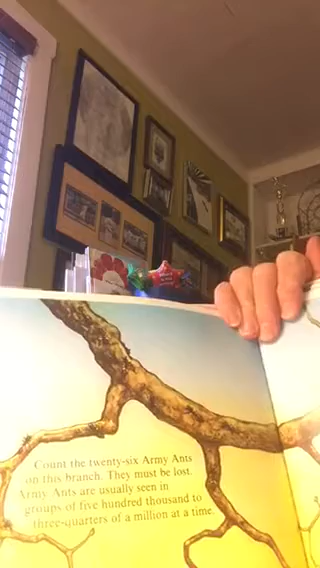 Count the twenty-six Army Ants
on this branch. They must be lost.
Army Ants are usually seen in
groups of five hundred thousand to
three-quarters of a million at a time.